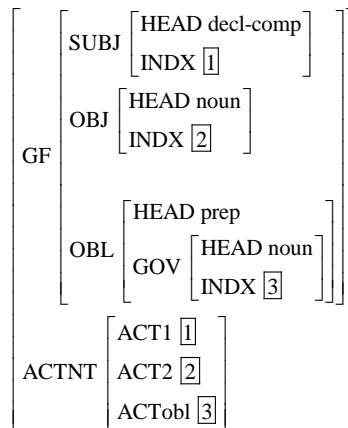 SUBJ HEAD decl-comp
INDX 1
OBJ HEAD noun
INDX 2
GF
OBL HEAD prep
GOV HEAD noun
INDX 3
ACTNT ACT1 1
ACT2 2
ACTobl 3